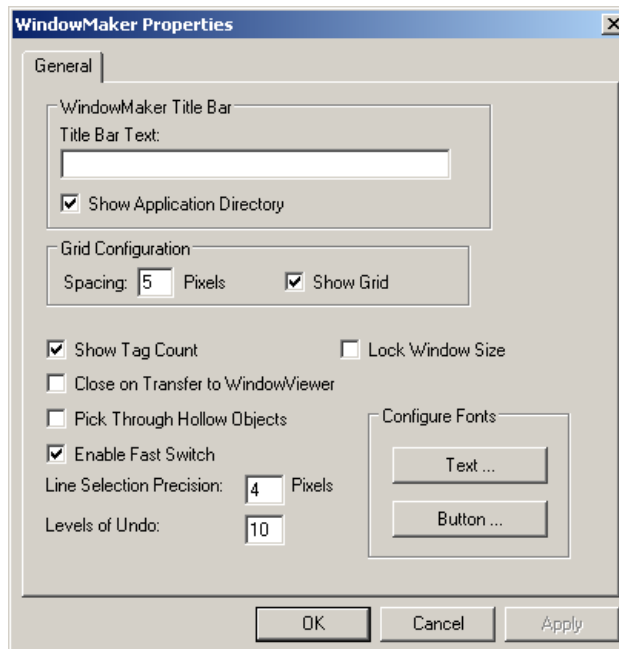 WindowMaker Properties
General
WindowMaker Title Bar
Title Bar Text:
Show Application Directory
Grid Configuration
Spacing: 5 Pixels Show Grid
Show Tag Count Lock Window Size
Close on Transfer to WindowViewer
Pick Through Hollow Objects
Configure Fonts
Enable Fast Switch
Text ...
Line Selection Precision: 4 Pixels
Button ...
Levels of Undo: 10
OK Cancel Apply